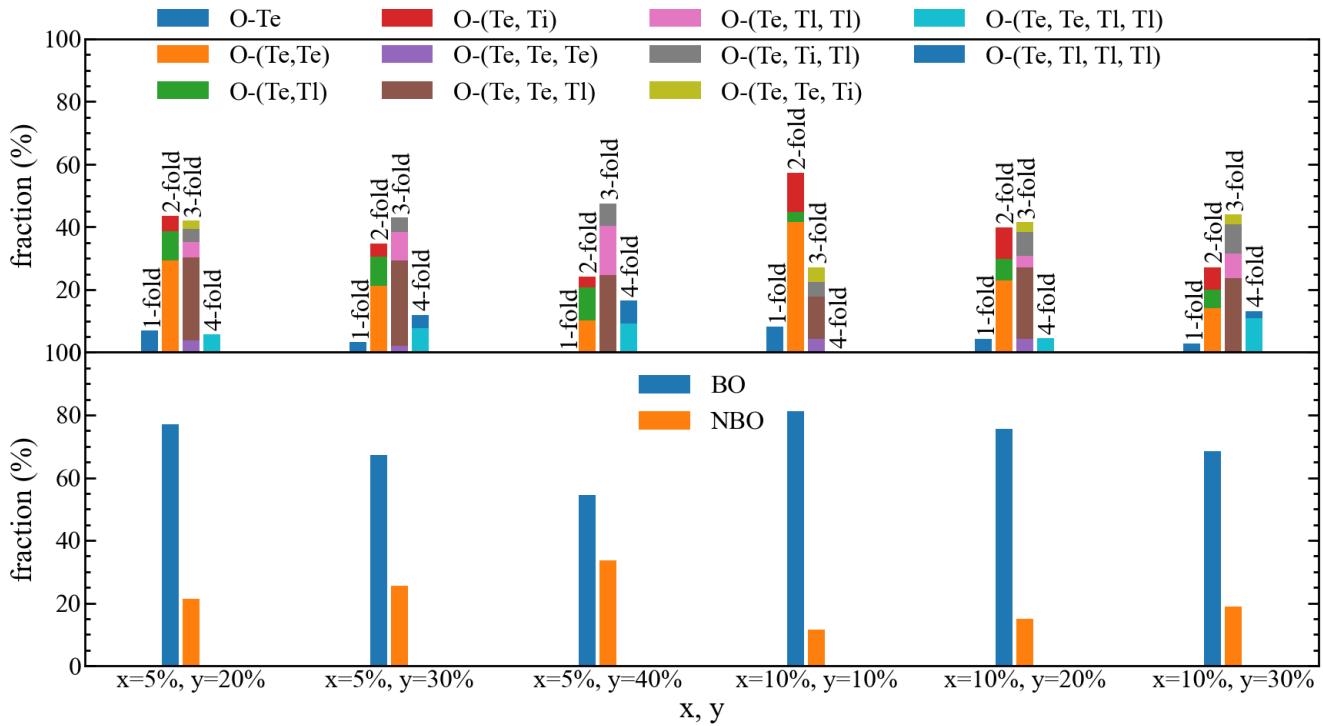 O-Te
O-(Te, Ti)
O-(Te, Tl, Tl)
O-(Te, Te, Tl, Tl)
O-(Te,Te)
O-(Te, Te, Te)
O-(Te, Ti, Tl)
O-(Te, Tl, Tl, Tl)
O-(Te,Tl)
O-(Te, Te, Tl)
O-(Te, Te, Ti)
fraction (%)
100
80
60
40
20
1-fold
2-fold
3-fold
4-fold
1-fold
2-fold
3-fold
4-fold
1-fold
2-fold
3-fold
4-fold
1-fold
2-fold
3-fold
4-fold
1-fold
2-fold
3-fold
4-fold
1-fold
2-fold
3-fold
4-fold
fraction (%)
100
80
60
40
20
0
BO
NBO
x=5%, y=20%
x=5%, y=30%
x=5%, y=40%
x=10%, y=10%
x=10%, y=20%
x=10%, y=30%
x, y